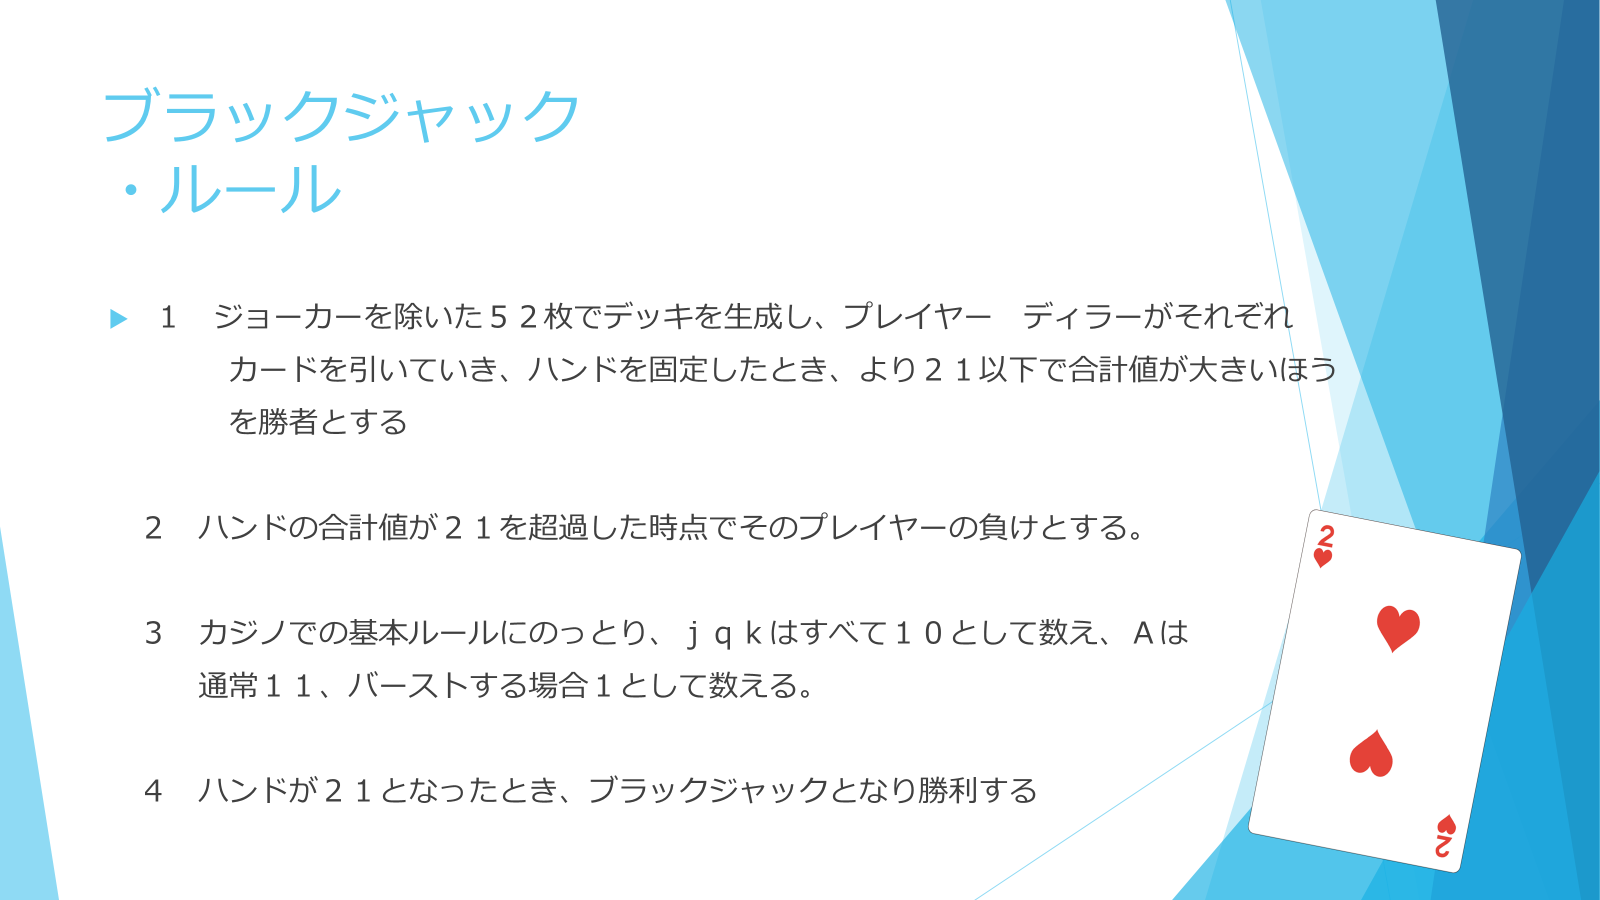 ブラックジャック
・ルール
1　ジョーカーを除いた５２枚でデッキを生成し、プレイヤー　ディラーがそれぞれ
カードを引いていき、ハンドを固定したとき、より２１以下で合計値が大きいほう
を勝者とする
2　ハンドの合計値が２１を超過した時点でそのプレイヤーの負けとする。
3　カジノでの基本ルールにのっとり、ｊｑｋはすべて１０として数え、Ａは
通常１１、バーストする場合１として数える。
4　ハンドが２１となったとき、ブラックジャックとなり勝利する
2
2